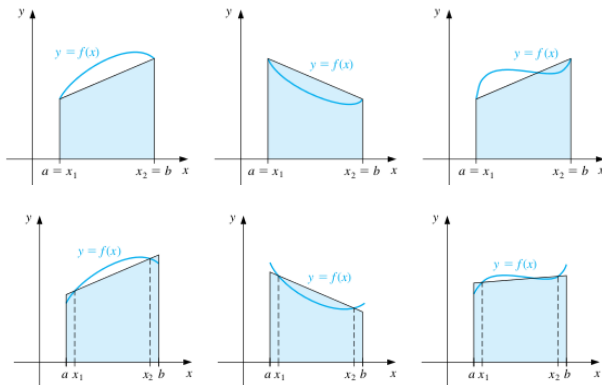 y
y = f(x)
a = x₁ x₂ = b x
y
y = f(x)
a = x₁ x₂ = b x
y
y = f(x)
a = x₁ x₂ = b x
y
y = f(x)
a x₁ x₂ b x
y
y = f(x)
a x₁ x₂ b x
y
y = f(x)
a x₁ x₂ b x